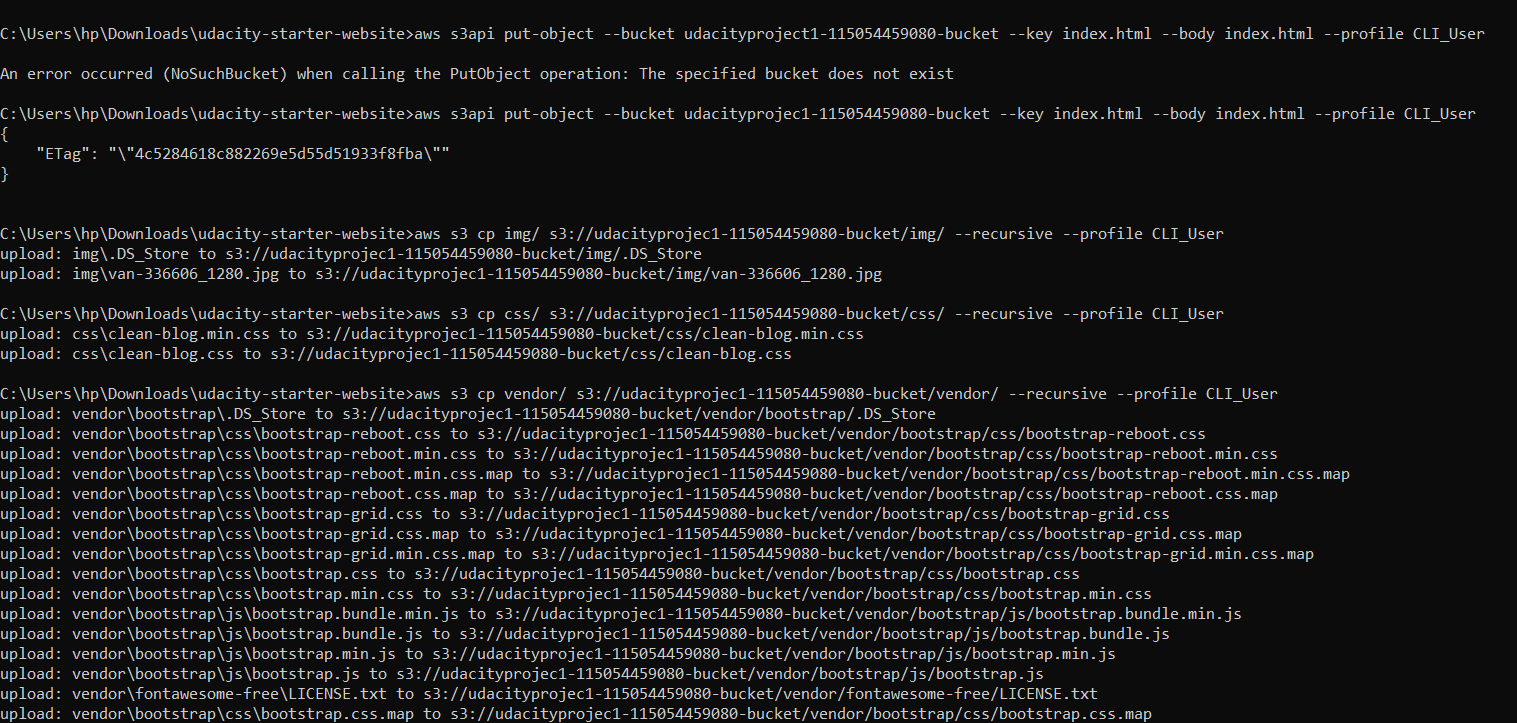 C:\Users\hp\Downloads\udacity-starter-website>aws s3api put-object --bucket udacityproject1-115054459080-bucket --key index.html --body index.html --profile CLI_User
An error occurred (NoSuchBucket) when calling the PutObject operation: The specified bucket does not exist
C:\Users\hp\Downloads\udacity-starter-website>aws s3api put-object --bucket udacityprojec1-115054459080-bucket --key index.html --body index.html --profile CLI_User
{
    "ETag": "\"4c5284618c882269e5d55d51933f8fba\""
}
C:\Users\hp\Downloads\udacity-starter-website>aws s3 cp img/ s3://udacityprojec1-115054459080-bucket/img/ --recursive --profile CLI_User
upload: img\.DS_Store to s3://udacityprojec1-115054459080-bucket/img/.DS_Store
upload: img\van-336606_1280.jpg to s3://udacityprojec1-115054459080-bucket/img/van-336606_1280.jpg
C:\Users\hp\Downloads\udacity-starter-website>aws s3 cp css/ s3://udacityprojec1-115054459080-bucket/css/ --recursive --profile CLI_User
upload: css\clean-blog.min.css to s3://udacityprojec1-115054459080-bucket/css/clean-blog.min.css
upload: css\clean-blog.css to s3://udacityprojec1-115054459080-bucket/css/clean-blog.css
C:\Users\hp\Downloads\udacity-starter-website>aws s3 cp vendor/ s3://udacityprojec1-115054459080-bucket/vendor/ --recursive --profile CLI_User
upload: vendor\bootstrap\.DS_Store to s3://udacityprojec1-115054459080-bucket/vendor/bootstrap/.DS_Store
upload: vendor\bootstrap\css\bootstrap-reboot.css to s3://udacityprojec1-115054459080-bucket/vendor/bootstrap/css/bootstrap-reboot.css
upload: vendor\bootstrap\css\bootstrap-reboot.min.css to s3://udacityprojec1-115054459080-bucket/vendor/bootstrap/css/bootstrap-reboot.min.css
upload: vendor\bootstrap\css\bootstrap-reboot.min.css.map to s3://udacityprojec1-115054459080-bucket/vendor/bootstrap/css/bootstrap-reboot.min.css.map
upload: vendor\bootstrap\css\bootstrap-reboot.css.map to s3://udacityprojec1-115054459080-bucket/vendor/bootstrap/css/bootstrap-reboot.css.map
upload: vendor\bootstrap\css\bootstrap-grid.css to s3://udacityprojec1-115054459080-bucket/vendor/bootstrap/css/bootstrap-grid.css
upload: vendor\bootstrap\css\bootstrap-grid.css.map to s3://udacityprojec1-115054459080-bucket/vendor/bootstrap/css/bootstrap-grid.css.map
upload: vendor\bootstrap\css\bootstrap-grid.min.css.map to s3://udacityprojec1-115054459080-bucket/vendor/bootstrap/css/bootstrap-grid.min.css.map
upload: vendor\bootstrap\css\bootstrap.css to s3://udacityprojec1-115054459080-bucket/vendor/bootstrap/css/bootstrap.css
upload: vendor\bootstrap\css\bootstrap.min.css to s3://udacityprojec1-115054459080-bucket/vendor/bootstrap/css/bootstrap.min.css
upload: vendor\bootstrap\js\bootstrap.bundle.min.js to s3://udacityprojec1-115054459080-bucket/vendor/bootstrap/js/bootstrap.bundle.min.js
upload: vendor\bootstrap\js\bootstrap.bundle.js to s3://udacityprojec1-115054459080-bucket/vendor/bootstrap/js/bootstrap.bundle.js
upload: vendor\bootstrap\js\bootstrap.min.js to s3://udacityprojec1-115054459080-bucket/vendor/bootstrap/js/bootstrap.min.js
upload: vendor\bootstrap\js\bootstrap.js to s3://udacityprojec1-115054459080-bucket/vendor/bootstrap/js/bootstrap.js
upload: vendor\fontawesome-free\LICENSE.txt to s3://udacityprojec1-115054459080-bucket/vendor/fontawesome-free/LICENSE.txt
upload: vendor\bootstrap\css\bootstrap.css.map to s3://udacityprojec1-115054459080-bucket/vendor/bootstrap/css/bootstrap.css.map